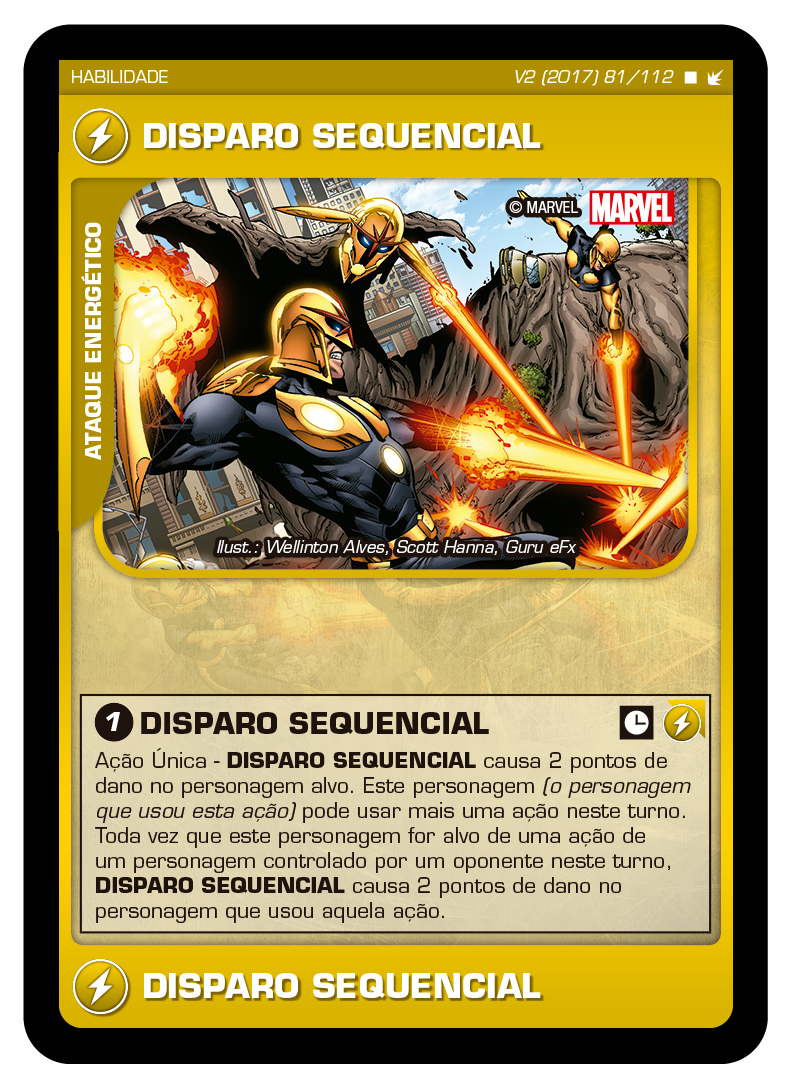 HABILIDADE
V2 (2017) 81/112
DISPARO SEQUENCIAL
© MARVEL MARVEL
ATAQUE ENERGÉTICO
Ilust.: Wellinton Alves, Scott Hanna, Guru eFx
1 DISPARO SEQUENCIAL
Ação Única - DISPARO SEQUENCIAL causa 2 pontos de
dano no personagem alvo. Este personagem (o personagem
que usou esta ação) pode usar mais uma ação neste turno.
Toda vez que este personagem for alvo de uma ação de
um personagem controlado por um oponente neste turno,
DISPARO SEQUENCIAL causa 2 pontos de dano no
personagem que usou aquela ação.
DISPARO SEQUENCIAL